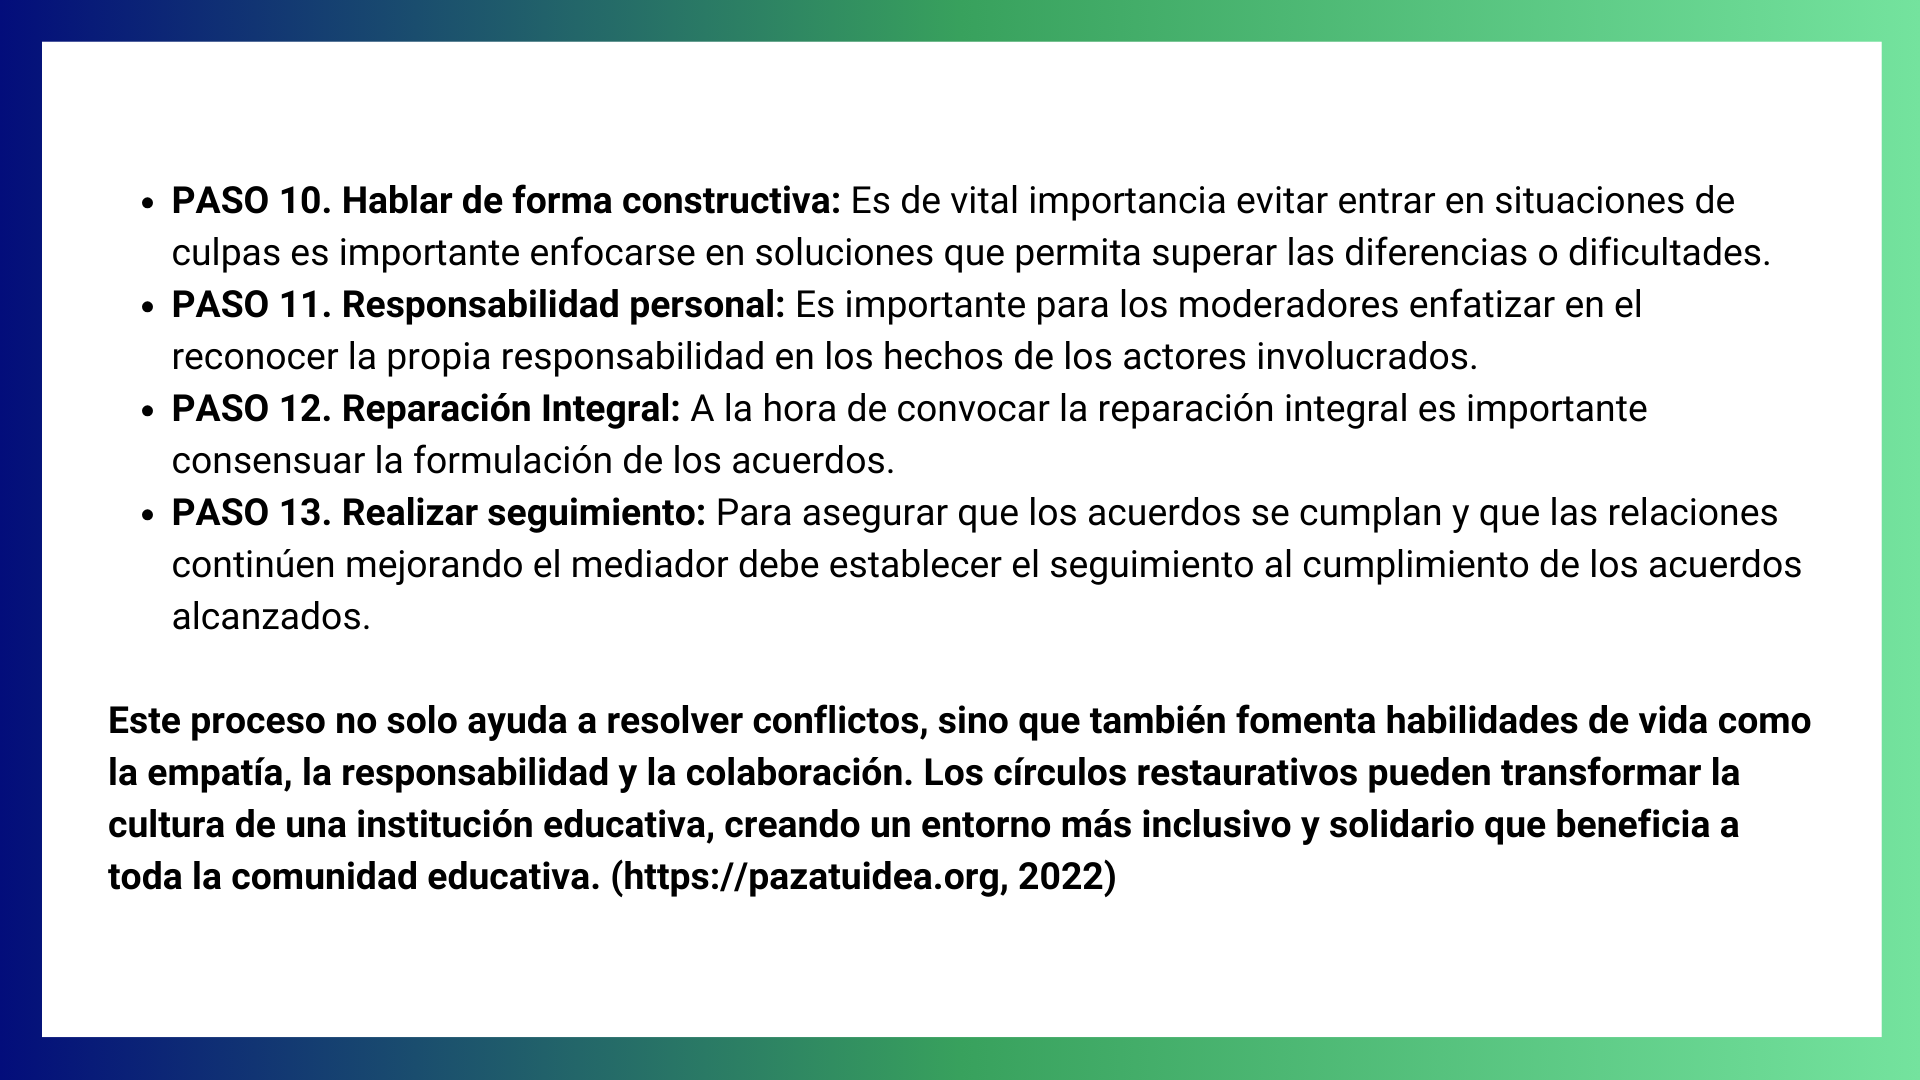 • PASO 10. Hablar de forma constructiva: Es de vital importancia evitar entrar en situaciones de
culpas es importante enfocarse en soluciones que permita superar las diferencias o dificultades.
• PASO 11. Responsabilidad personal: Es importante para los moderadores enfatizar en el
reconocer la propia responsabilidad en los hechos de los actores involucrados.
• PASO 12. Reparación Integral: A la hora de convocar la reparación integral es importante
consensuar la formulación de los acuerdos.
• PASO 13. Realizar seguimiento: Para asegurar que los acuerdos se cumplan y que las relaciones
continúen mejorando el mediador debe establecer el seguimiento al cumplimiento de los acuerdos
alcanzados.
Este proceso no solo ayuda a resolver conflictos, sino que también fomenta habilidades de vida como
la empatía, la responsabilidad y la colaboración. Los círculos restaurativos pueden transformar la
cultura de una institución educativa, creando un entorno más inclusivo y solidario que beneficia a
toda la comunidad educativa. (https://pazatuidea.org, 2022)